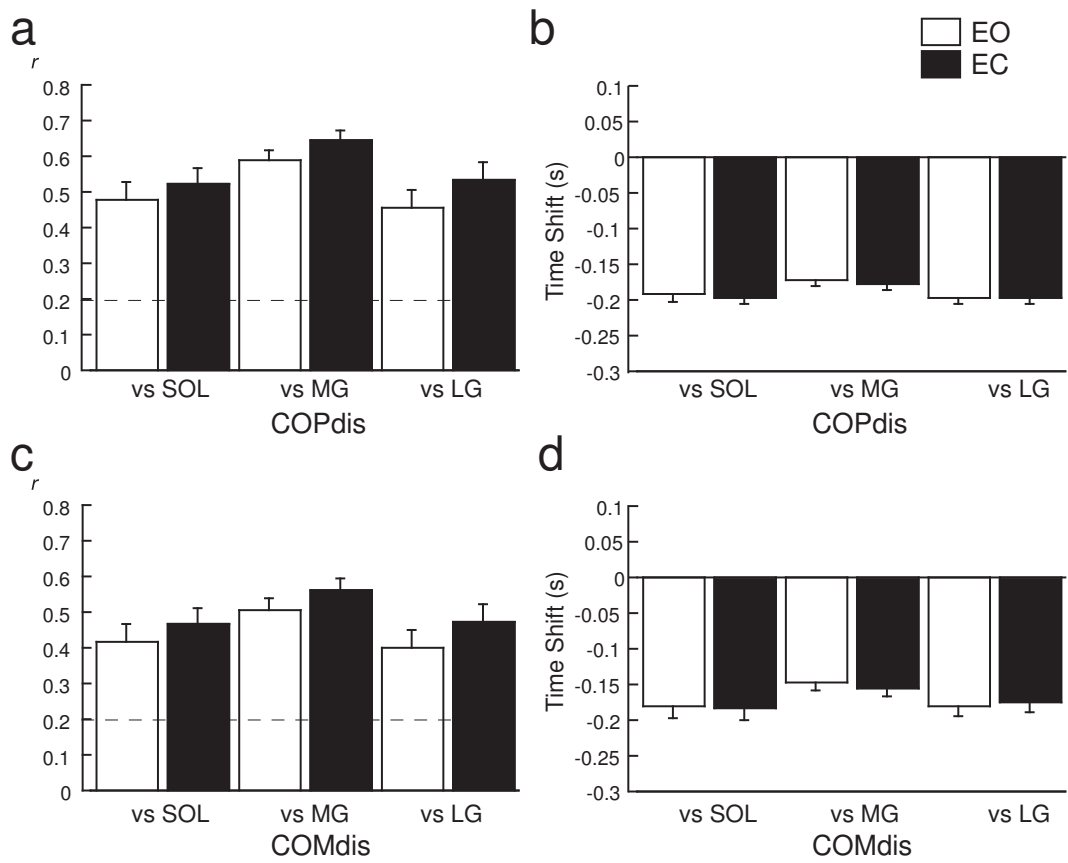 a
r
0.8
0.7
0.6
0.5
0.4
0.3
0.2
0.1
0
vs SOL vs MG vs LG
COPdis
b
EO
EC
Time Shift (s)
0.1
0.05
0
-0.05
-0.1
-0.15
-0.2
-0.25
-0.3
vs SOL vs MG vs LG
COPdis
c
r
0.8
0.7
0.6
0.5
0.4
0.3
0.2
0.1
0
vs SOL vs MG vs LG
COMdis
d
Time Shift (s)
0.1
0.05
0
-0.05
-0.1
-0.15
-0.2
-0.25
-0.3
vs SOL vs MG vs LG
COMdis